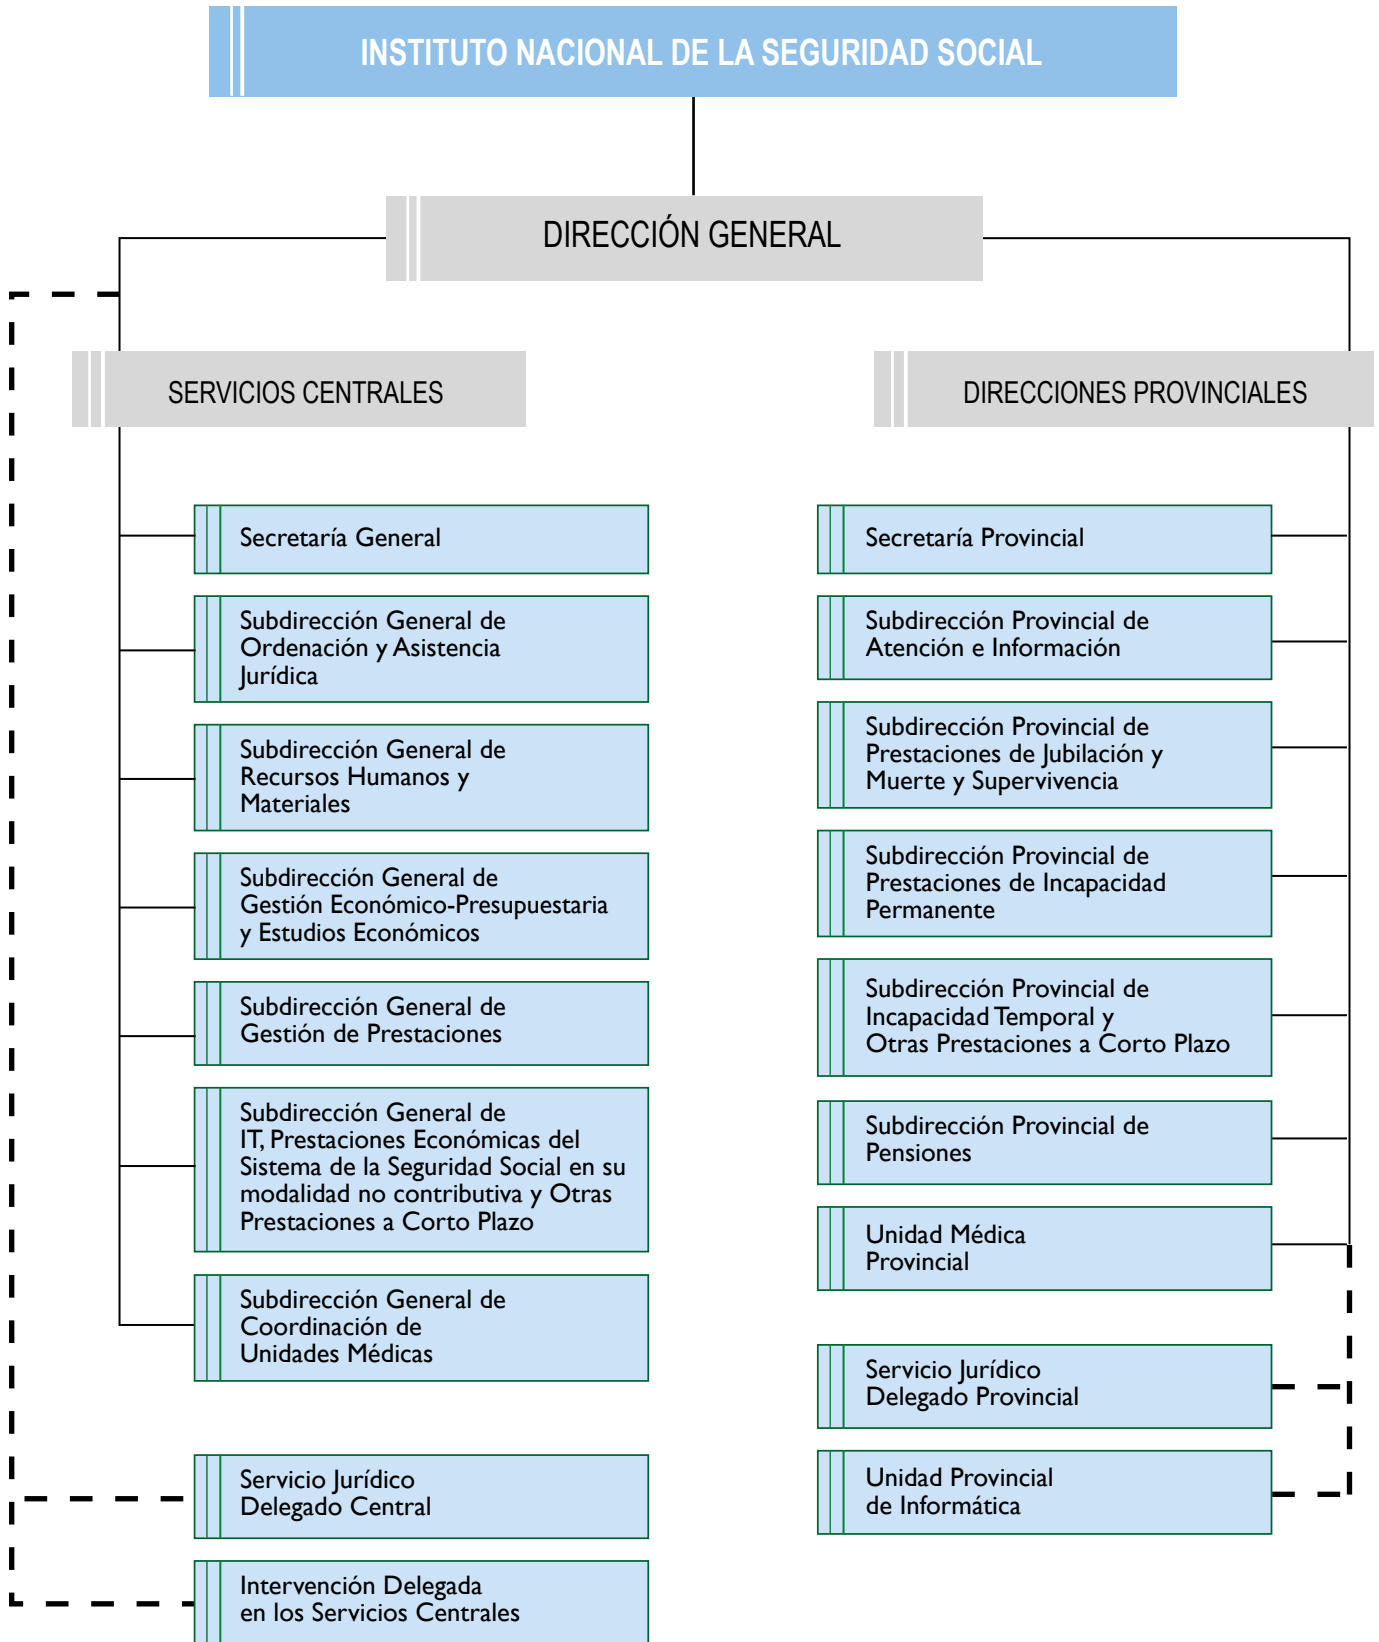 INSTITUTO NACIONAL DE LA SEGURIDAD SOCIAL
DIRECCIÓN GENERAL
SERVICIOS CENTRALES
Secretaría General
Subdirección General de
Ordenación y Asistencia
Jurídica
Subdirección General de
Recursos Humanos y
Materiales
Subdirección General de
Gestión Económico-Presupuestaria
y Estudios Económicos
Subdirección General de
Gestión de Prestaciones
Subdirección General de
IT, Prestaciones Económicas del
Sistema de la Seguridad Social en su
modalidad no contributiva y Otras
Prestaciones a Corto Plazo
Subdirección General de
Coordinación de
Unidades Médicas
Servicio Jurídico
Delegado Central
Intervención Delegada
en los Servicios Centrales
DIRECCIONES PROVINCIALES
Secretaría Provincial
Subdirección Provincial de
Atención e Información
Subdirección Provincial de
Prestaciones de Jubilación y
Muerte y Supervivencia
Subdirección Provincial de
Prestaciones de Incapacidad
Permanente
Subdirección Provincial de
Incapacidad Temporal y
Otras Prestaciones a Corto Plazo
Subdirección Provincial de
Pensiones
Unidad Médica
Provincial
Servicio Jurídico
Delegado Provincial
Unidad Provincial
de Informática